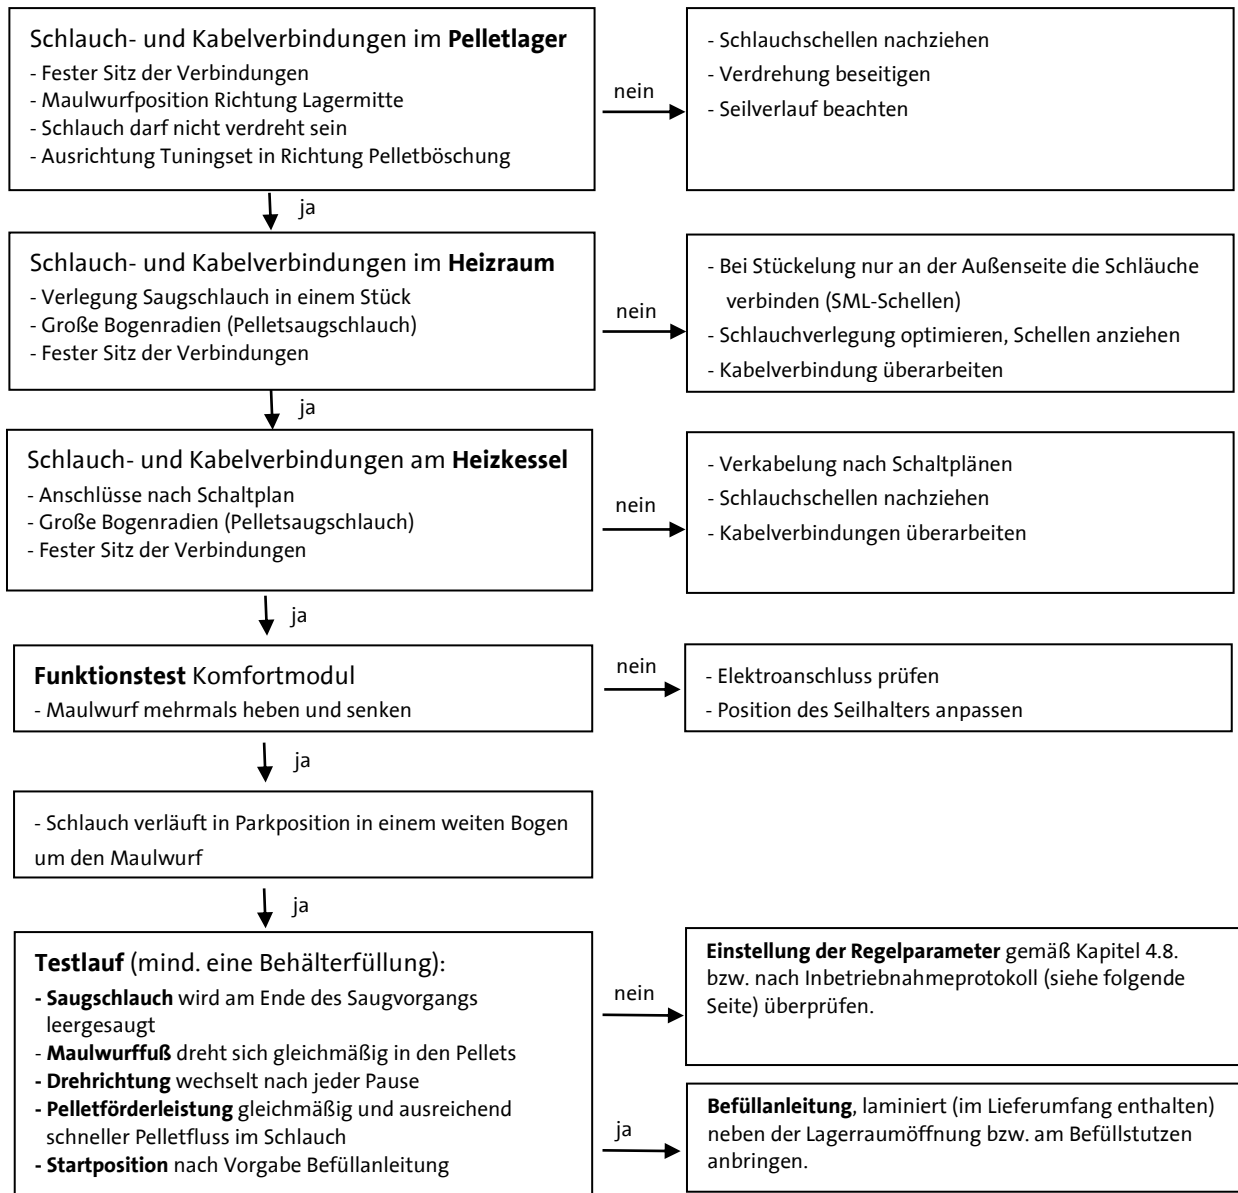 Schlauch- und Kabelverbindungen im Pelletlager
- Fester Sitz der Verbindungen
- Maulwurfposition Richtung Lagermitte
- Schlauch darf nicht verdreht sein
- Ausrichtung Tuningset in Richtung Pelletböschung
nein
- Schlauchschellen nachziehen
- Verdrehung beseitigen
- Seilverlauf beachten
ja
Schlauch- und Kabelverbindungen im Heizraum
- Verlegung Saugschlauch in einem Stück
- Große Bogenradien (Pelletsaugschlauch)
- Fester Sitz der Verbindungen
nein
- Bei Stückelung nur an der Außenseite die Schläuche
verbinden (SML-Schellen)
- Schlauchverlegung optimieren, Schellen anziehen
- Kabelverbindung überarbeiten
ja
Schlauch- und Kabelverbindungen am Heizkessel
- Anschlüsse nach Schaltplan
- Große Bogenradien (Pelletsaugschlauch)
- Fester Sitz der Verbindungen
nein
- Verkabelung nach Schaltplänen
- Schlauchschellen nachziehen
- Kabelverbindungen überarbeiten
ja
Funktionstest Komfortmodul
- Maulwurf mehrmals heben und senken
nein
- Elektroanschluss prüfen
- Position des Seilhalters anpassen
ja
- Schlauch verläuft in Parkposition in einem weiten Bogen
um den Maulwurf
ja
Testlauf (mind. eine Behälterfüllung):
- Saugschlauch wird am Ende des Saugvorgangs
leergesaugt
- Maulwurffuß dreht sich gleichmäßig in den Pellets
- Drehrichtung wechselt nach jeder Pause
- Pelletförderleistung gleichmäßig und ausreichend
schneller Pelletfluss im Schlauch
- Startposition nach Vorgabe Befüllanleitung
nein
Einstellung der Regelparameter gemäß Kapitel 4.8.
bzw. nach Inbetriebnahmeprotokoll (siehe folgende
Seite) überprüfen.
ja
Befüllanleitung, laminiert (im Lieferumfang enthalten)
neben der Lagerraumöffnung bzw. am Befüllstutzen
anbringen.